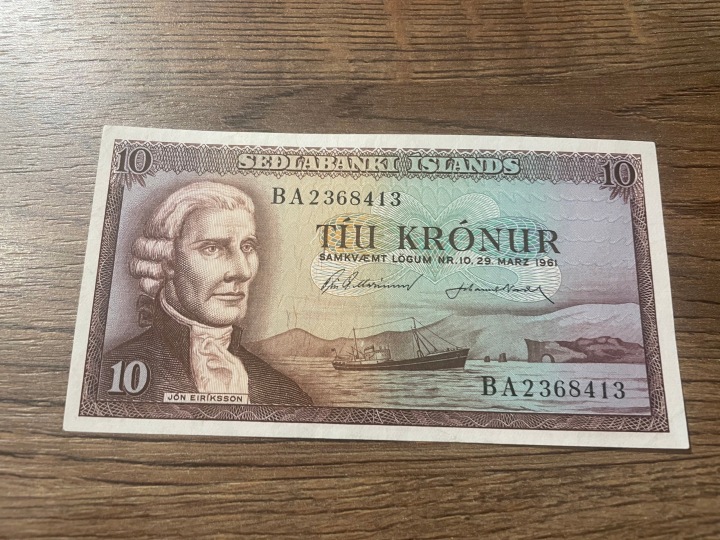 10 SEÐLABANKI ÍSLANDS 10
BA2368413
TÍU KRÓNUR
SAMKVÆMT LÖGUM NR. 10, 29. MARZ 1961
10 BA2368413
JÓN EIRÍKSSON